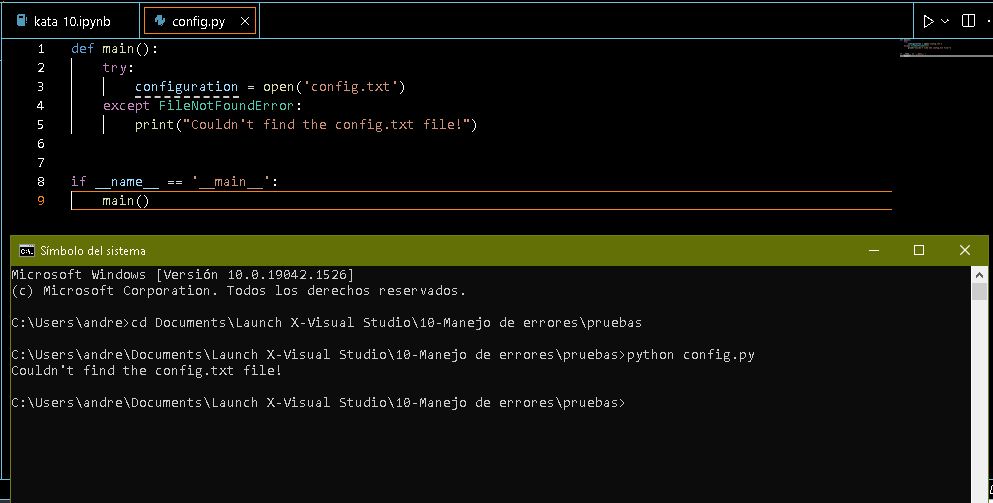 kata 10.ipynb
config.py
1 def main():
2 try:
3 configuration = open('config.txt')
4 except FileNotFoundError:
5 print("Couldn't find the config.txt file!")
6
7
8 if __name__ == '__main__':
9 main()
Símbolo del sistema
Microsoft Windows [Versión 10.0.19042.1526]
(c) Microsoft Corporation. Todos los derechos reservados.
C:\Users\andre>cd Documents\Launch X-Visual Studio\10-Manejo de errores\pruebas
C:\Users\andre\Documents\Launch X-Visual Studio\10-Manejo de errores\pruebas>python config.py
Couldn't find the config.txt file!
C:\Users\andre\Documents\Launch X-Visual Studio\10-Manejo de errores\pruebas>